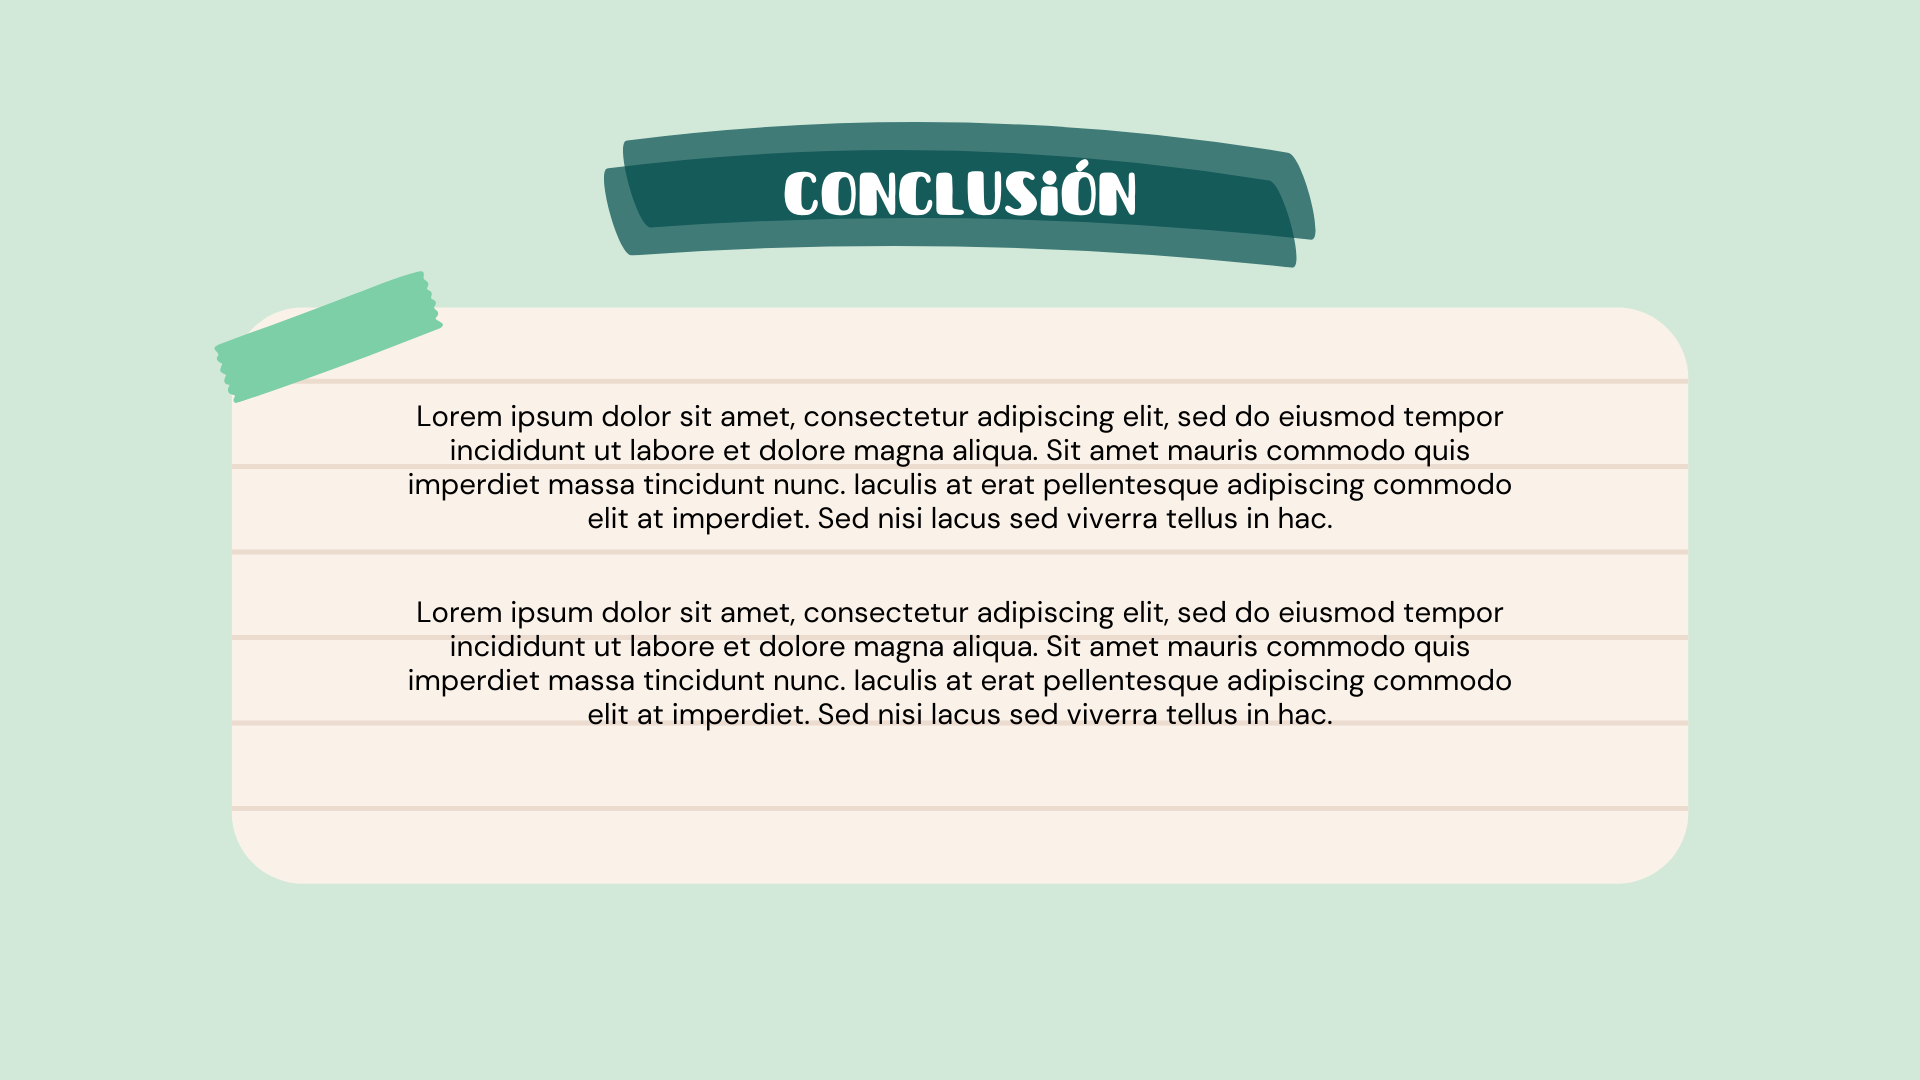 CONCLUSiÓN
Lorem ipsum dolor sit amet, consectetur adipiscing elit, sed do eiusmod tempor
incididunt ut labore et dolore magna aliqua. Sit amet mauris commodo quis
imperdiet massa tincidunt nunc. Iaculis at erat pellentesque adipiscing commodo
elit at imperdiet. Sed nisi lacus sed viverra tellus in hac.
Lorem ipsum dolor sit amet, consectetur adipiscing elit, sed do eiusmod tempor
incididunt ut labore et dolore magna aliqua. Sit amet mauris commodo quis
imperdiet massa tincidunt nunc. Iaculis at erat pellentesque adipiscing commodo
elit at imperdiet. Sed nisi lacus sed viverra tellus in hac.